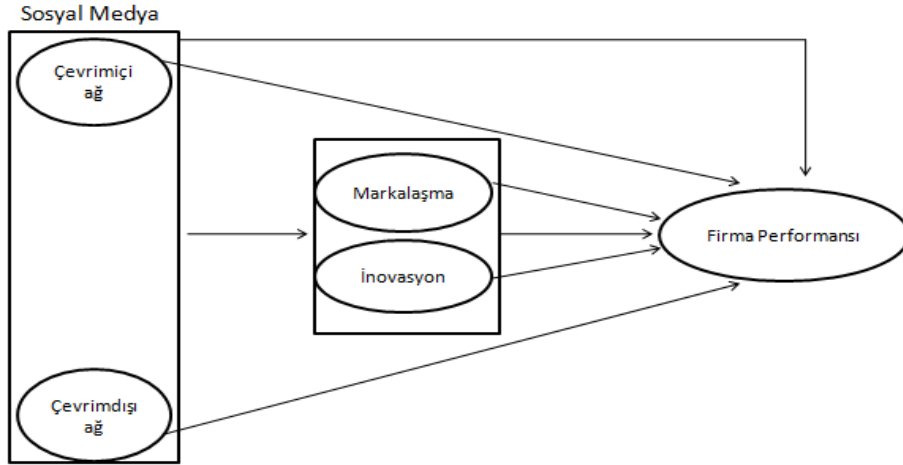 Sosyal Medya
Çevrimiçi
ağ
Markalaşma
İnovasyon
Firma Performansı
Çevrimdışı
ağ